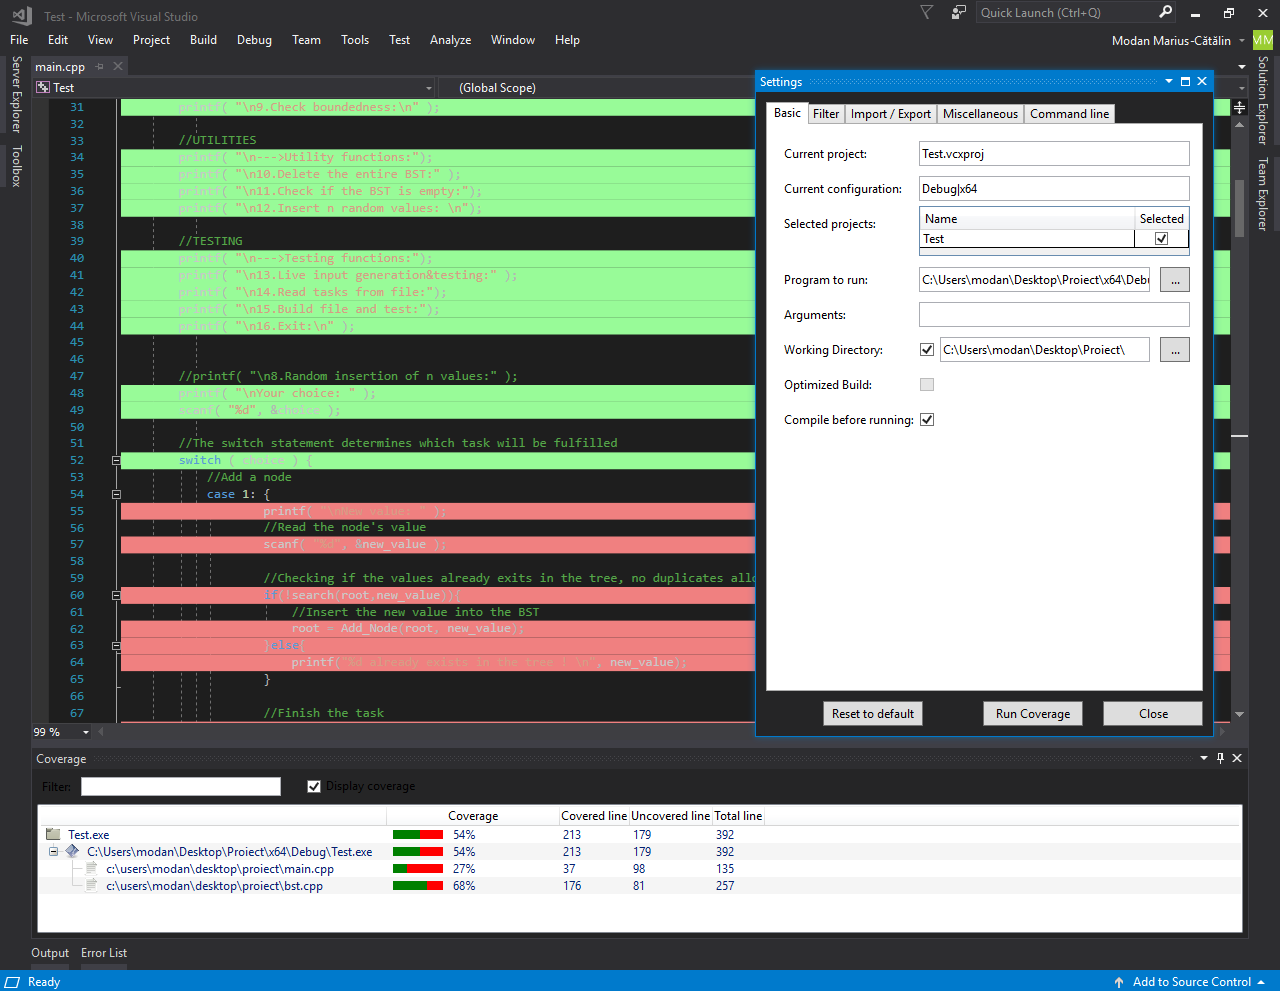 Test - Microsoft Visual Studio
Quick Launch (Ctrl+Q)
File Edit View Project Build Debug Team Tools Test Analyze Window Help
Modan Marius-Cătălin MM
Server Explorer
Toolbox
Solution Explorer
Team Explorer
main.cpp
Test (Global Scope)
31 printf( "\n9.Check boundedness:\n" );
32
33 //UTILITIES
34 printf( "\n--->Utility functions:");
35 printf( "\n10.Delete the entire BST:" );
36 printf( "\n11.Check if the BST is empty:");
37 printf( "\n12.Insert n random values: \n");
38
39 //TESTING
40 printf( "\n--->Testing functions:");
41 printf( "\n13.Live input generation&testing:" );
42 printf( "\n14.Read tasks from file:");
43 printf( "\n15.Build file and test:");
44 printf( "\n16.Exit:\n" );
45
46
47 //printf( "\n8.Random insertion of n values:" );
48 printf( "\nYour choice: " );
49 scanf( "%d", &choice );
50
51 //The switch statement determines which task will be fulfilled
52 switch ( choice ) {
53 //Add a node
54 case 1: {
55 printf( "\nNew value: " );
56 //Read the node's value
57 scanf( "%d", &new_value );
58
59 //Checking if the values already exits in the tree, no duplicates allo
60 if(!search(root,new_value)){
61 //Insert the new value into the BST
62 root = Add_Node(root, new_value);
63 }else{
64 printf("%d already exists in the tree ! \n", new_value);
65 }
66
67 //Finish the task
99 %
Settings
Basic Filter Import / Export Miscellaneous Command line
Current project: Test.vcxproj
Current configuration: Debug|x64
Selected projects: Name Selected
Test
Program to run: C:\Users\modan\Desktop\Proiect\x64\Debu ...
Arguments:
Working Directory: C:\Users\modan\Desktop\Proiect\ ...
Optimized Build:
Compile before running:
Reset to default Run Coverage Close
Coverage
Filter: Display coverage
Coverage Covered line Uncovered line Total line
Test.exe 54% 213 179 392
C:\Users\modan\Desktop\Proiect\x64\Debug\Test.exe 54% 213 179 392
c:\users\modan\desktop\proiect\main.cpp 27% 37 98 135
c:\users\modan\desktop\proiect\bst.cpp 68% 176 81 257
Output Error List
Ready Add to Source Control